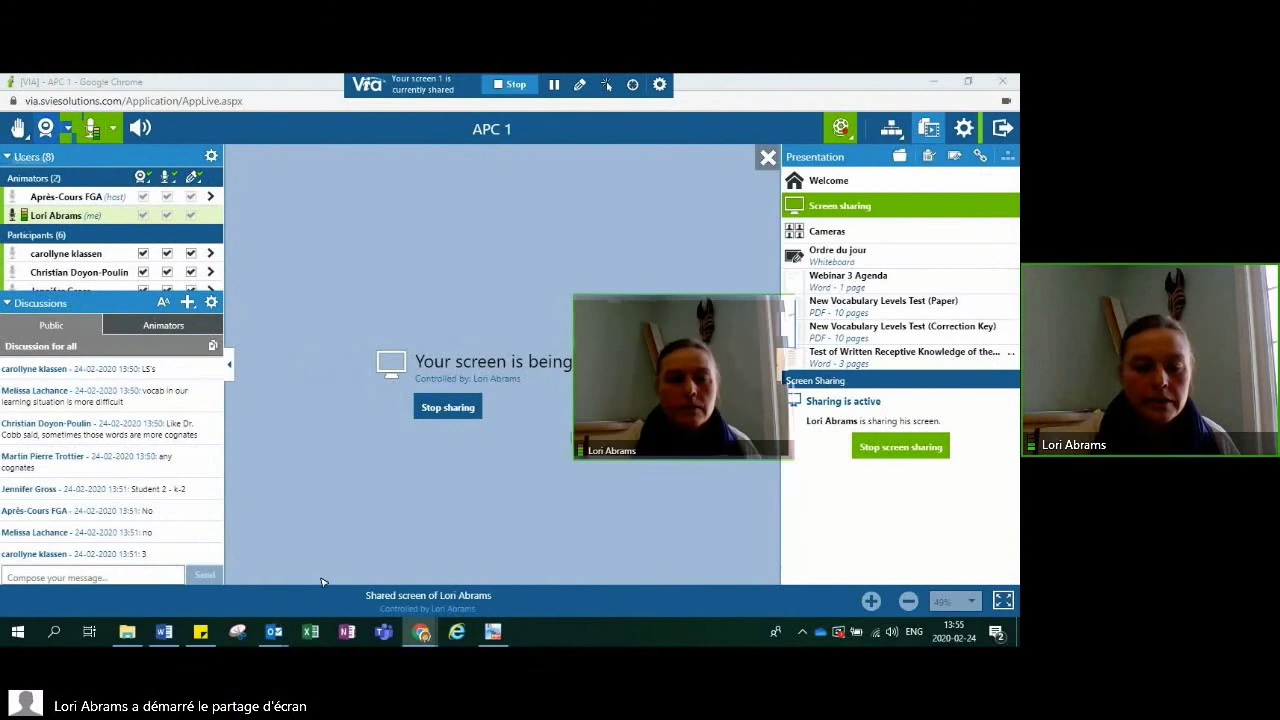 [VIA] - APC 1 - Google Chrome
via.sviesolutions.com/Application/AppLive.aspx
Via
Your screen 1 is
currently shared
Stop
APC 1
Users (8)
Animators (2)
Après-Cours FGA (host)
Lori Abrams (me)
Participants (6)
carollyne klassen
Christian Doyon-Poulin
Jennifer Gross
Discussions
Public
Animators
Discussion for all
carollyne klassen - 24-02-2020 13:50: LS's
Melissa Lachance - 24-02-2020 13:50: vocab in our
learning situation is more difficult
Christian Doyon-Poulin - 24-02-2020 13:50: Like Dr.
Cobb said, sometimes those words are more cognates
Martin Pierre Trottier - 24-02-2020 13:50: any
cognates
Jennifer Gross - 24-02-2020 13:51: Student 2 - k-2
Après-Cours FGA - 24-02-2020 13:51: No
Melissa Lachance - 24-02-2020 13:51: no
carollyne klassen - 24-02-2020 13:51: 3
Compose your message...
Send
Your screen is being
Controlled by: Lori Abrams
Stop sharing
Lori Abrams
Presentation
Welcome
Screen sharing
Cameras
Ordre du jour
Whiteboard
Webinar 3 Agenda
Word - 1 page
New Vocabulary Levels Test (Paper)
PDF - 10 pages
New Vocabulary Levels Test (Correction Key)
PDF - 10 pages
Test of Written Receptive Knowledge of the...
Word - 3 pages
Screen Sharing
Sharing is active
Lori Abrams is sharing his screen.
Stop screen sharing
Lori Abrams
Shared screen of Lori Abrams
Controlled by Lori Abrams
49%
ENG
13:55
2020-02-24
2
Lori Abrams a démarré le partage d'écran